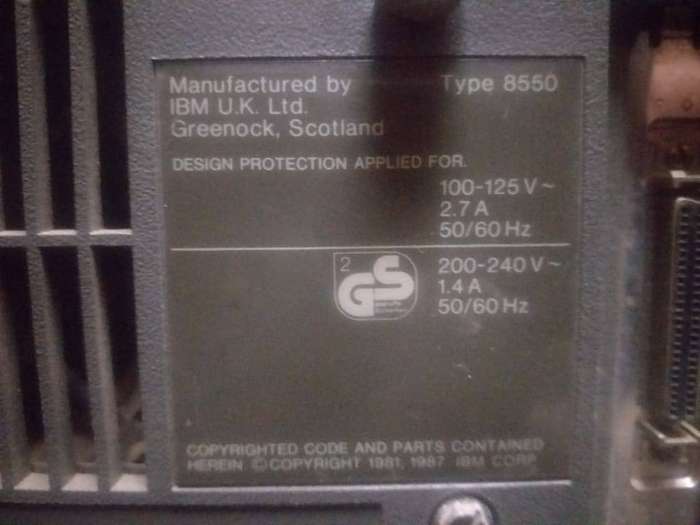 Manufactured by Type 8550
IBM U.K. Ltd.
Greenock, Scotland
DESIGN PROTECTION APPLIED FOR.
100-125 V ~
2.7 A
50/60 Hz
2
GS
200-240 V ~
1.4 A
50/60 Hz
COPYRIGHTED CODE AND PARTS CONTAINED
HEREIN © COPYRIGHT 1981, 1987 IBM CORP